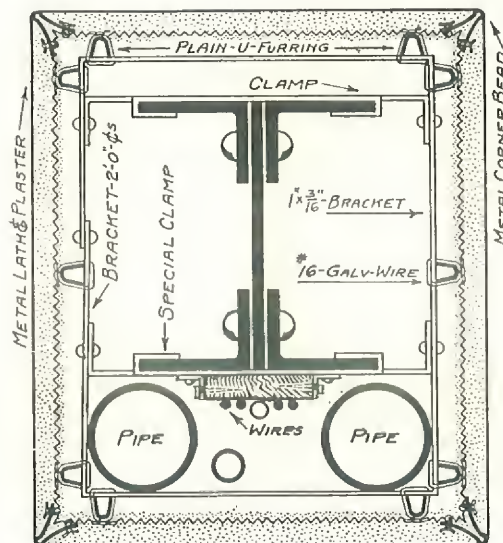 PLAIN-U-FURRING
CLAMP
METAL LATH & PLASTER
BRACKET-2'-0"-¢s
SPECIAL CLAMP
1" x 3/16"-BRACKET
#16-GALV-WIRE
METAL CORNER BEAD
PIPE
WIRES
PIPE